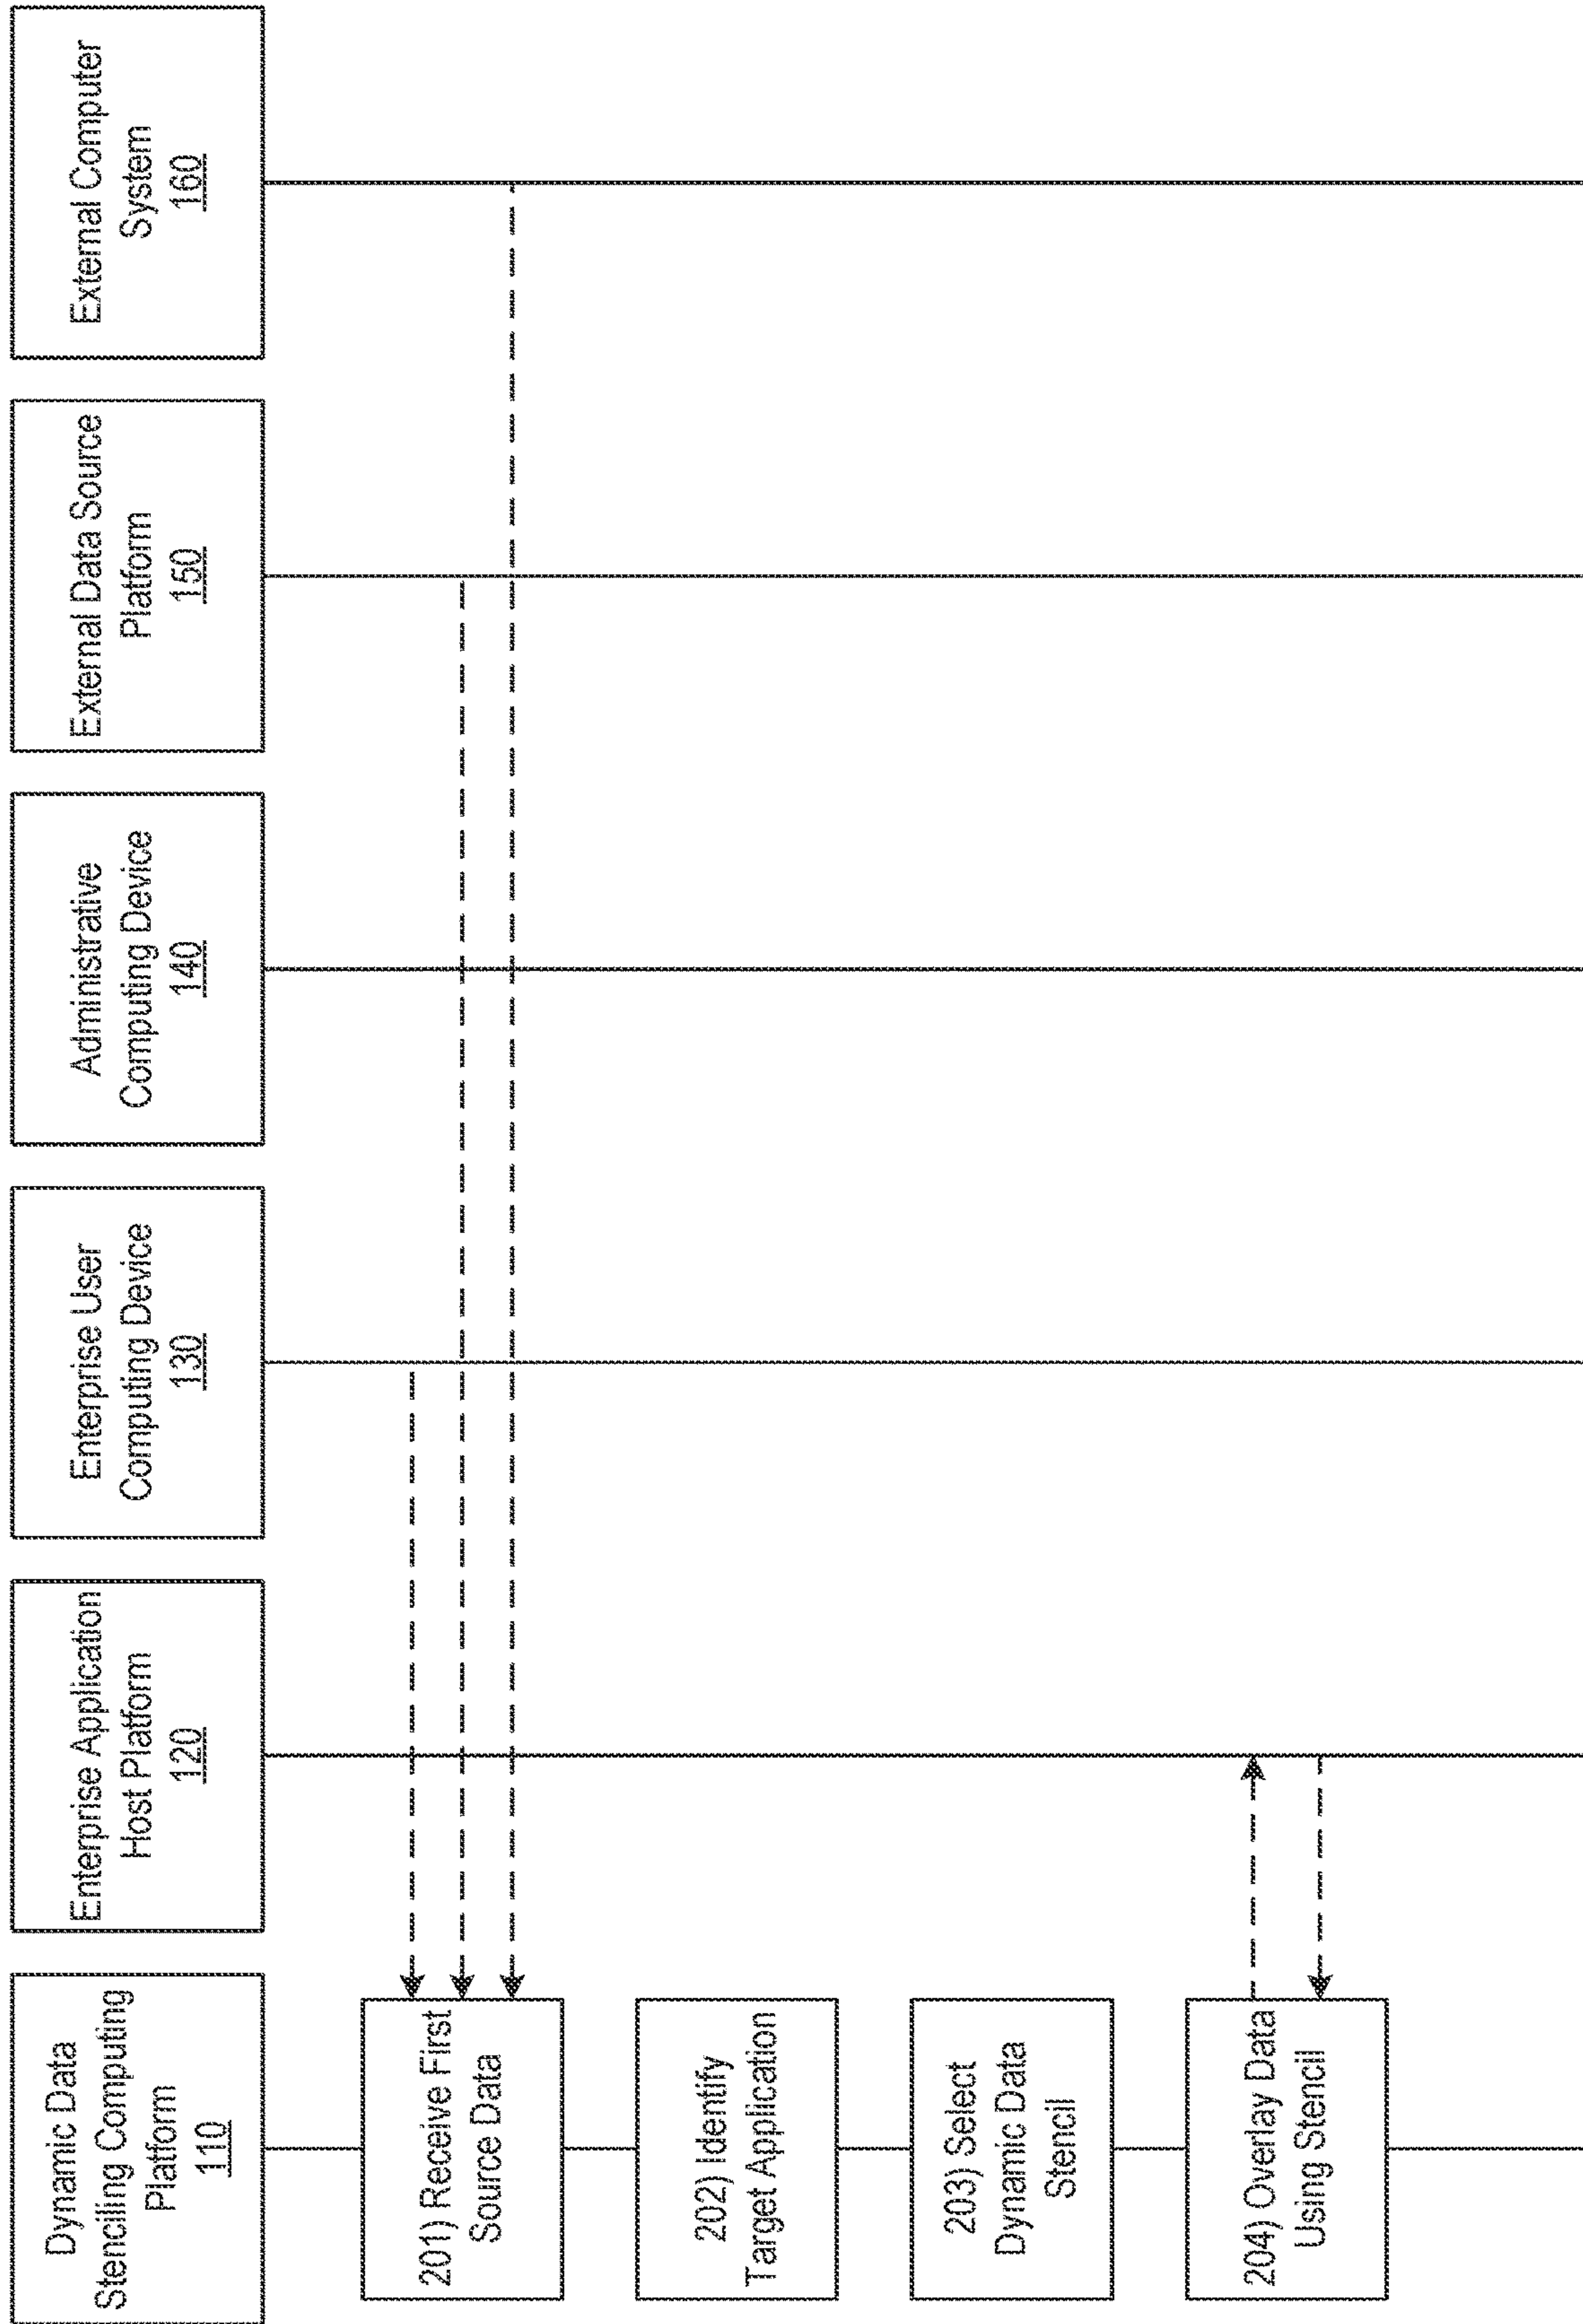 Dynamic Data
Stenciling Computing
Platform
110
Enterprise Application
Host Platform
120
Enterprise User
Computing Device
130
Administrative
Computing Device
140
External Data Source
Platform
150
External Computer
System
160
201) Receive First
Source Data
202) Identify
Target Application
203) Select
Dynamic Data
Stencil
204) Overlay Data
Using Stencil